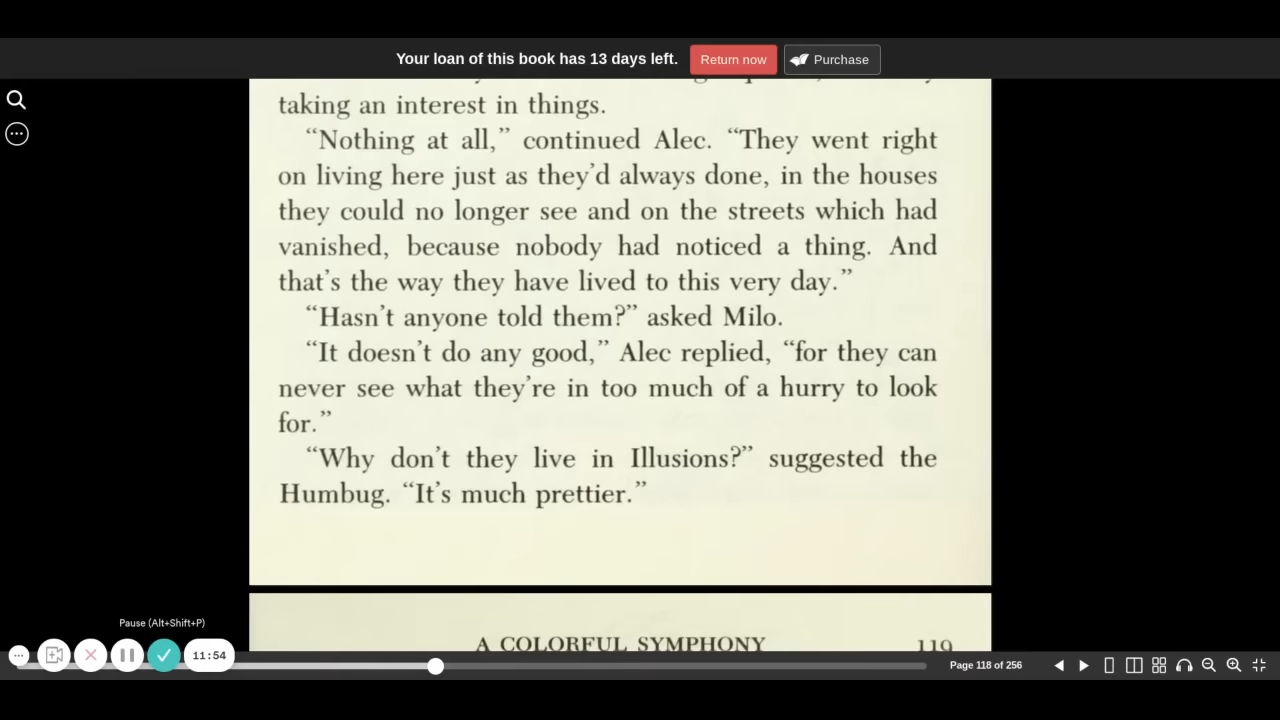 Your loan of this book has 13 days left. Return now Purchase
taking an interest in things.
“Nothing at all,” continued Alec. “They went right
on living here just as they’d always done, in the houses
they could no longer see and on the streets which had
vanished, because nobody had noticed a thing. And
that’s the way they have lived to this very day.”
“Hasn’t anyone told them?” asked Milo.
“It doesn’t do any good,” Alec replied, “for they can
never see what they’re in too much of a hurry to look
for.”
“Why don’t they live in Illusions?” suggested the
Humbug. “It’s much prettier.”
A COLORFUL SYMPHONY 119
Pause (Alt+Shift+P)
11:54
Page 118 of 256